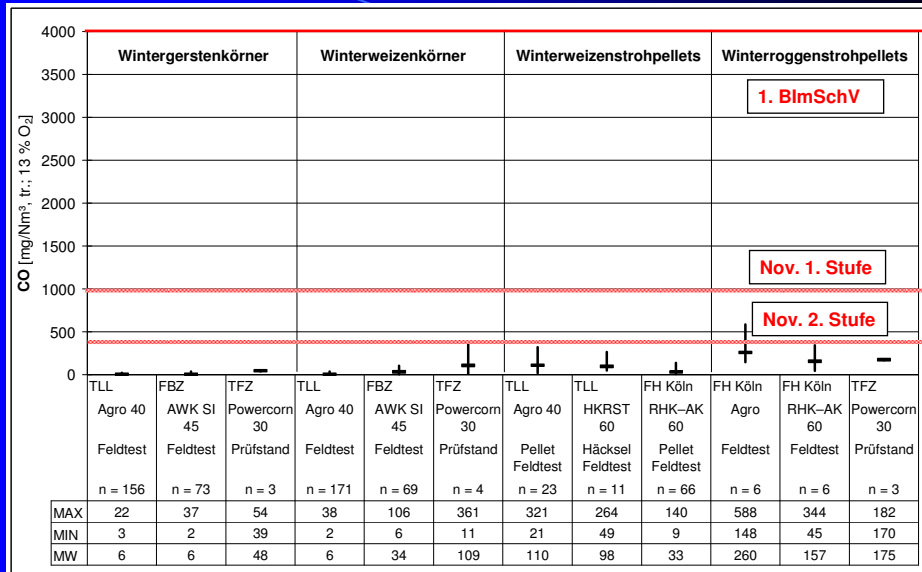 4000
Wintergerstenkörner Winterweizenkörner Winterweizenstrohpellets Winterroggenstrohpellets
3500
1. BImSchV
3000
2500
2000
1500
CO [mg/Nm³, tr.; 13 % O₂]
Nov. 1. Stufe
1000
Nov. 2. Stufe
500
0
TLL FBZ TFZ TLL FBZ TFZ TLL TLL FH Köln FH Köln FH Köln TFZ
Agro 40 AWK SI Powercorn Agro 40 AWK SI Powercorn Agro 40 HKRST RHK–AK Agro RHK–AK Powercorn
45 30 45 30 60 60 60 30
Feldtest Feldtest Prüfstand Feldtest Feldtest Prüfstand Pellet Häcksel Pellet Feldtest Feldtest Prüfstand
Feldtest Feldtest Feldtest
n = 156 n = 73 n = 3 n = 171 n = 69 n = 4 n = 23 n = 11 n = 66 n = 6 n = 6 n = 3
MAX 22 37 54 38 106 361 321 264 140 588 344 182
MIN 3 2 39 2 6 11 21 49 9 148 45 170
MW 6 6 48 6 34 109 110 98 33 260 157 175